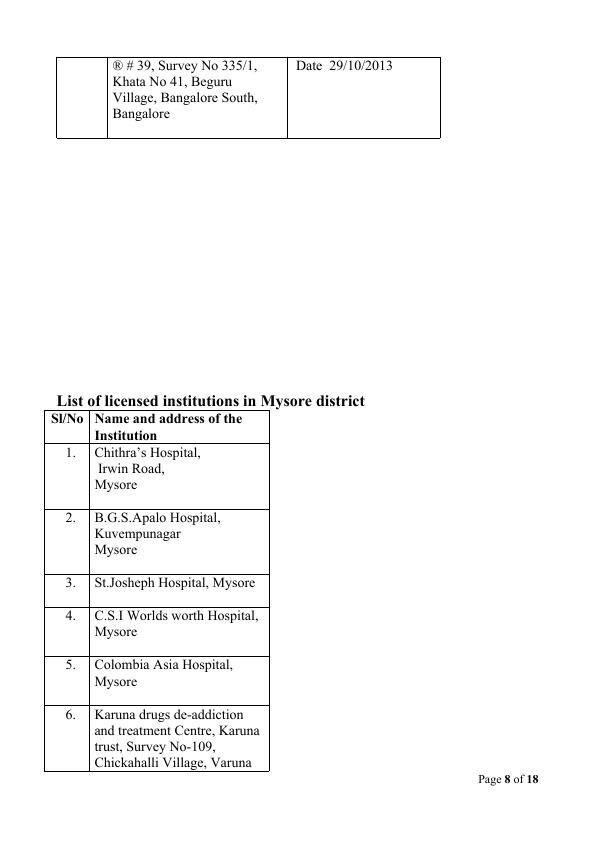 ® # 39, Survey No 335/1,
Khata No 41, Beguru
Village, Bangalore South,
Bangalore
Date 29/10/2013
List of licensed institutions in Mysore district
Sl/No
Name and address of the
Institution
1.
Chithra’s Hospital,
Irwin Road,
Mysore
2.
B.G.S.Apalo Hospital,
Kuvempunagar
Mysore
3.
St.Josheph Hospital, Mysore
4.
C.S.I Worlds worth Hospital,
Mysore
5.
Colombia Asia Hospital,
Mysore
6.
Karuna drugs de-addiction
and treatment Centre, Karuna
trust, Survey No-109,
Chickahalli Village, Varuna
Page 8 of 18